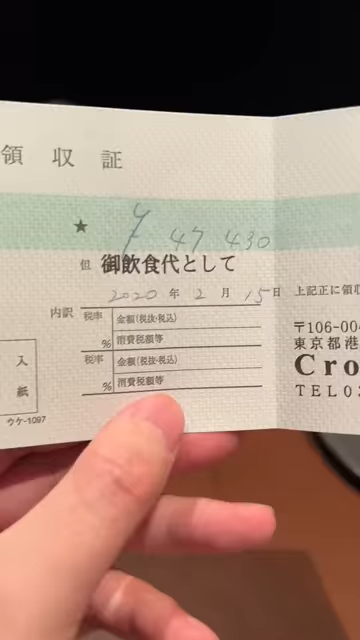 領収証
★ ¥ 47 430
但 御飲食代として
2020 年 2 月 15 日 上記正に領収
内訳
税率 金額(税抜・税込)
% 消費税額等
税率 金額(税抜・税込)
% 消費税額等
入
紙
ウケ-1097
〒106-004
東京都港
Cro
TEL03